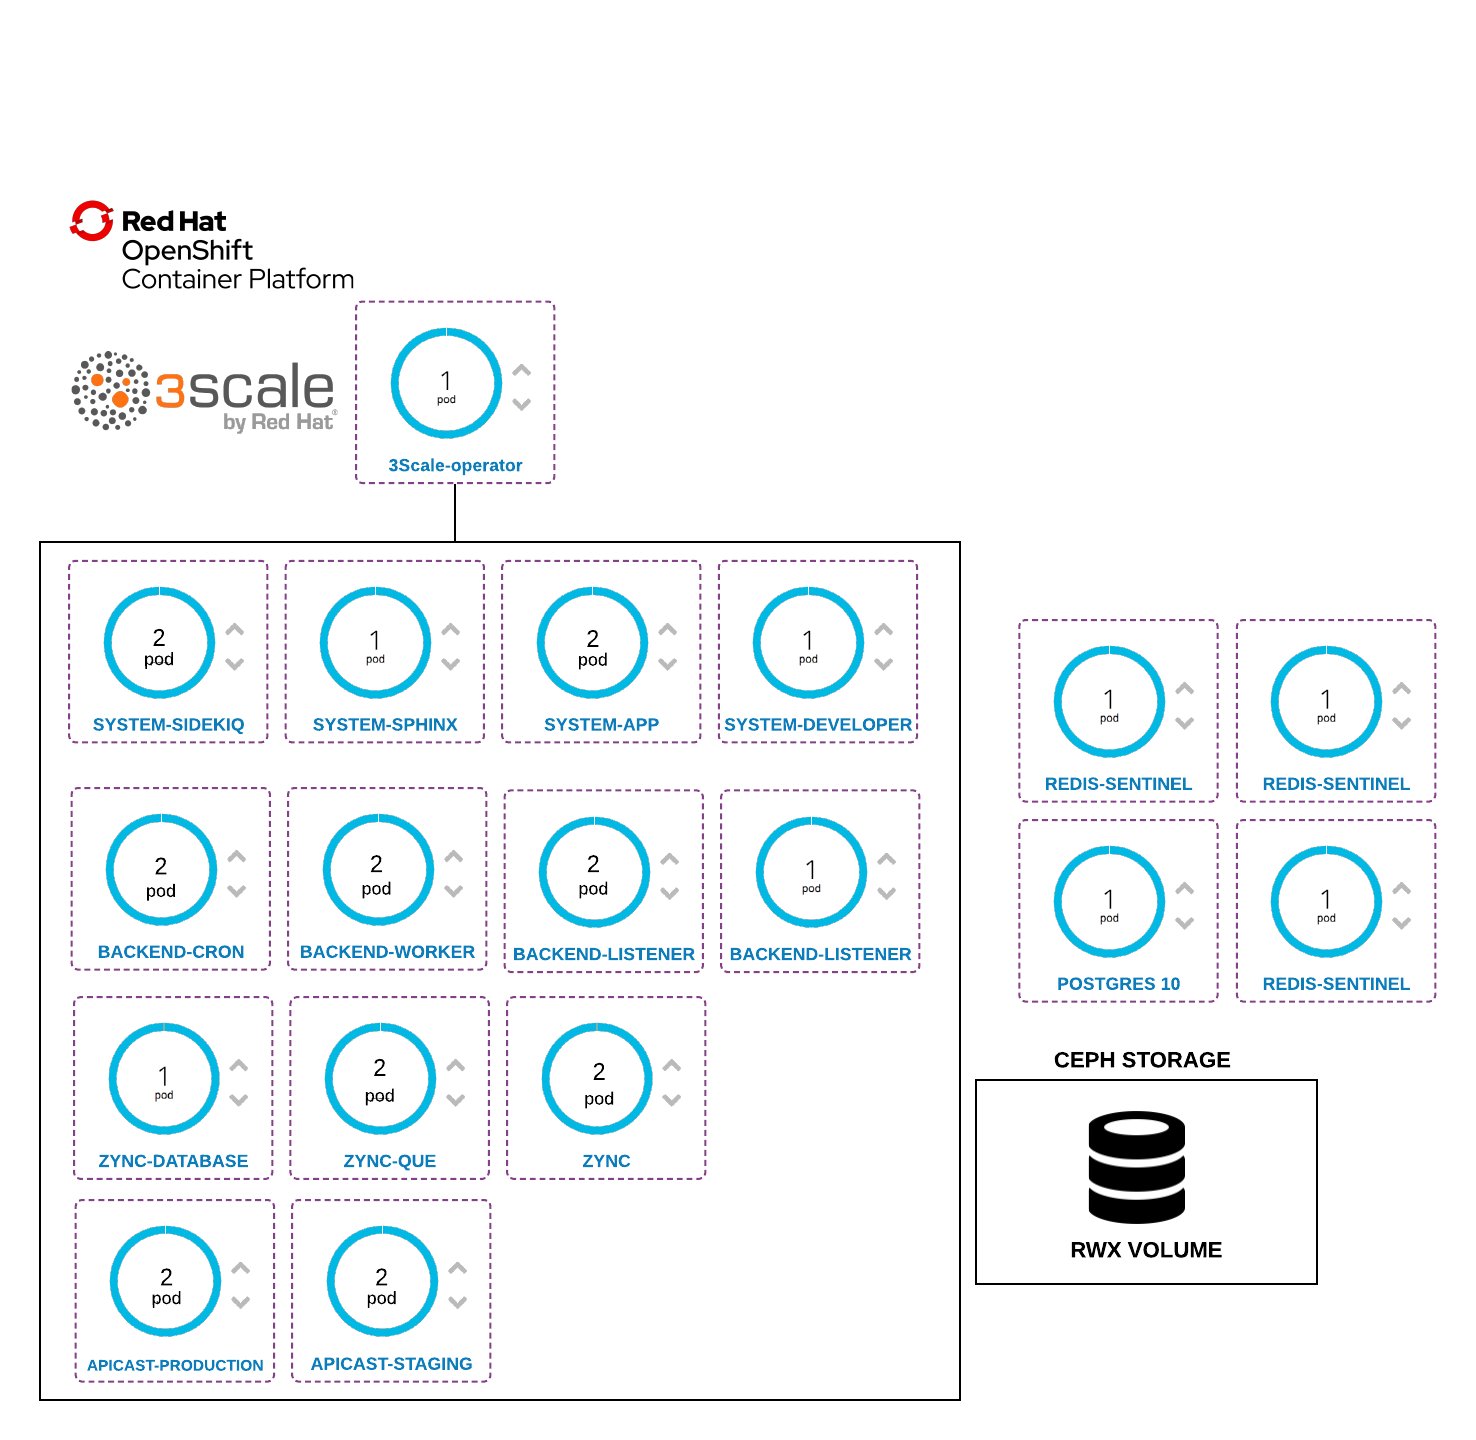 Red Hat
OpenShift
Container Platform
3scale
by Red Hat®
1
pod
3Scale-operator
2
pod
SYSTEM-SIDEKIQ
1
pod
SYSTEM-SPHINX
2
pod
SYSTEM-APP
1
pod
SYSTEM-DEVELOPER
2
pod
BACKEND-CRON
2
pod
BACKEND-WORKER
2
pod
BACKEND-LISTENER
1
pod
BACKEND-LISTENER
1
pod
ZYNC-DATABASE
2
pod
ZYNC-QUE
2
pod
ZYNC
2
pod
APICAST-PRODUCTION
2
pod
APICAST-STAGING
1
pod
REDIS-SENTINEL
1
pod
REDIS-SENTINEL
1
pod
POSTGRES 10
1
pod
REDIS-SENTINEL
CEPH STORAGE
RWX VOLUME